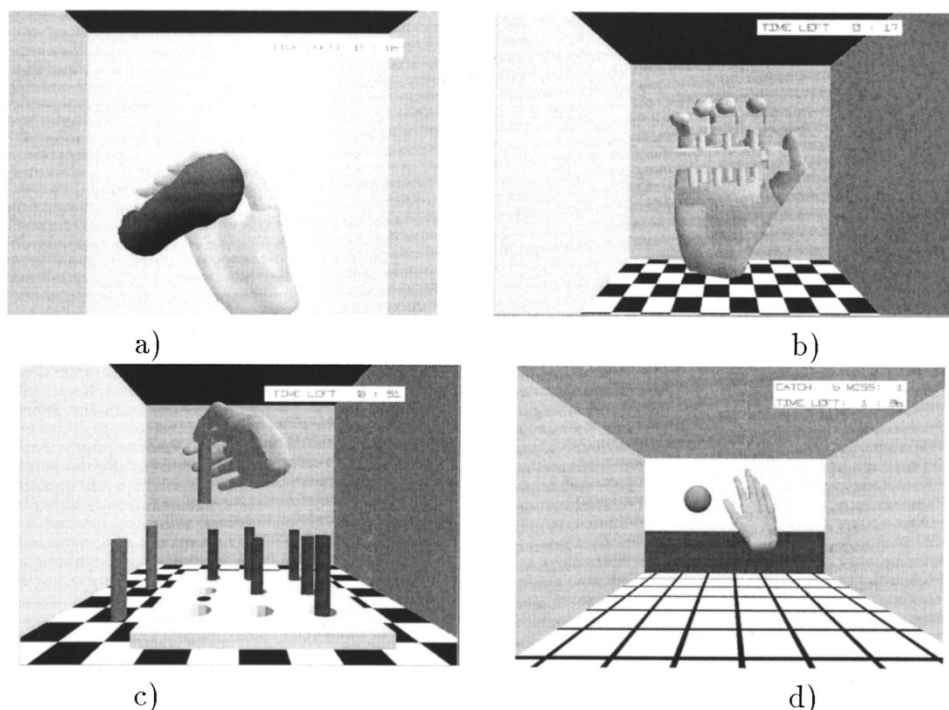 TIME LEFT 0 : 17
a)
b)
TIME LEFT 0 : 51
CATCH: 6 MISS: 1
TIME LEFT: 1 : 36
c)
d)